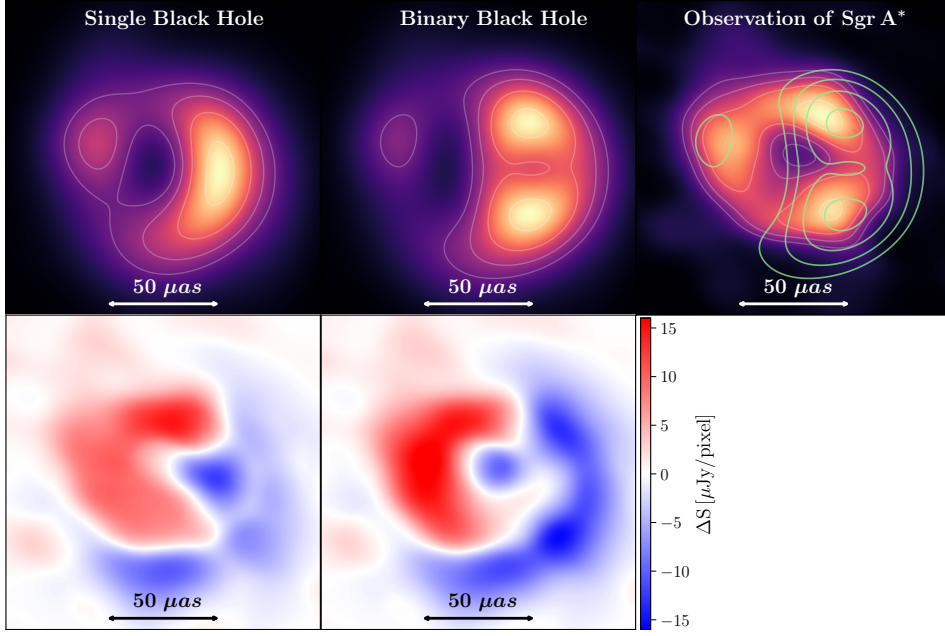 Single Black Hole
Binary Black Hole
Observation of Sgr A*
50 μas
50 μas
50 μas
50 μas
50 μas
15
10
5
0
−5
−10
−15
ΔS [μJy/pixel]